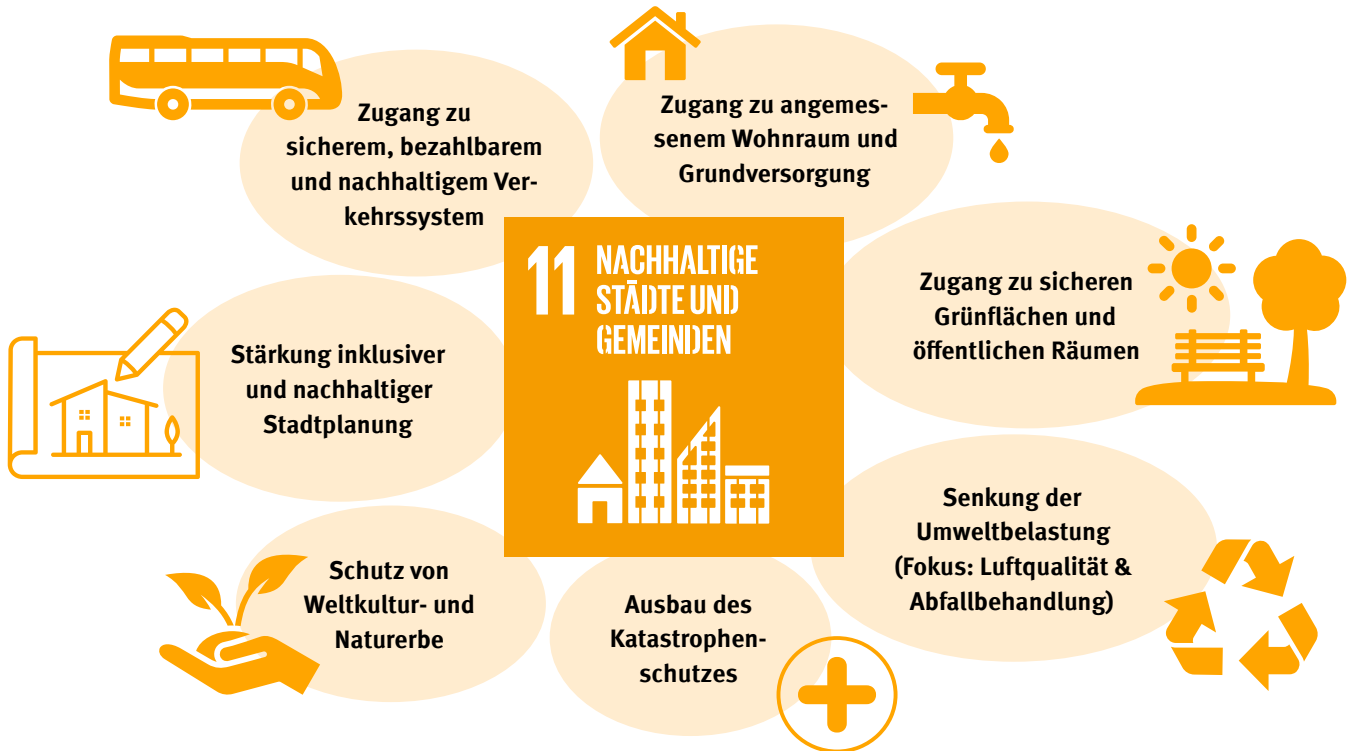 Zugang zu
sicherem, bezahlbarem
und nachhaltigem Ver-
kehrssystem
Zugang zu angemes-
senem Wohnraum und
Grundversorgung
11 NACHHALTIGE
STÄDTE UND
GEMEINDEN
Zugang zu sicheren
Grünflächen und
öffentlichen Räumen
Stärkung inklusiver
und nachhaltiger
Stadtplanung
Senkung der
Umweltbelastung
(Fokus: Luftqualität &
Abfallbehandlung)
Schutz von
Weltkultur- und
Naturerbe
Ausbau des
Katastrophen-
schutzes